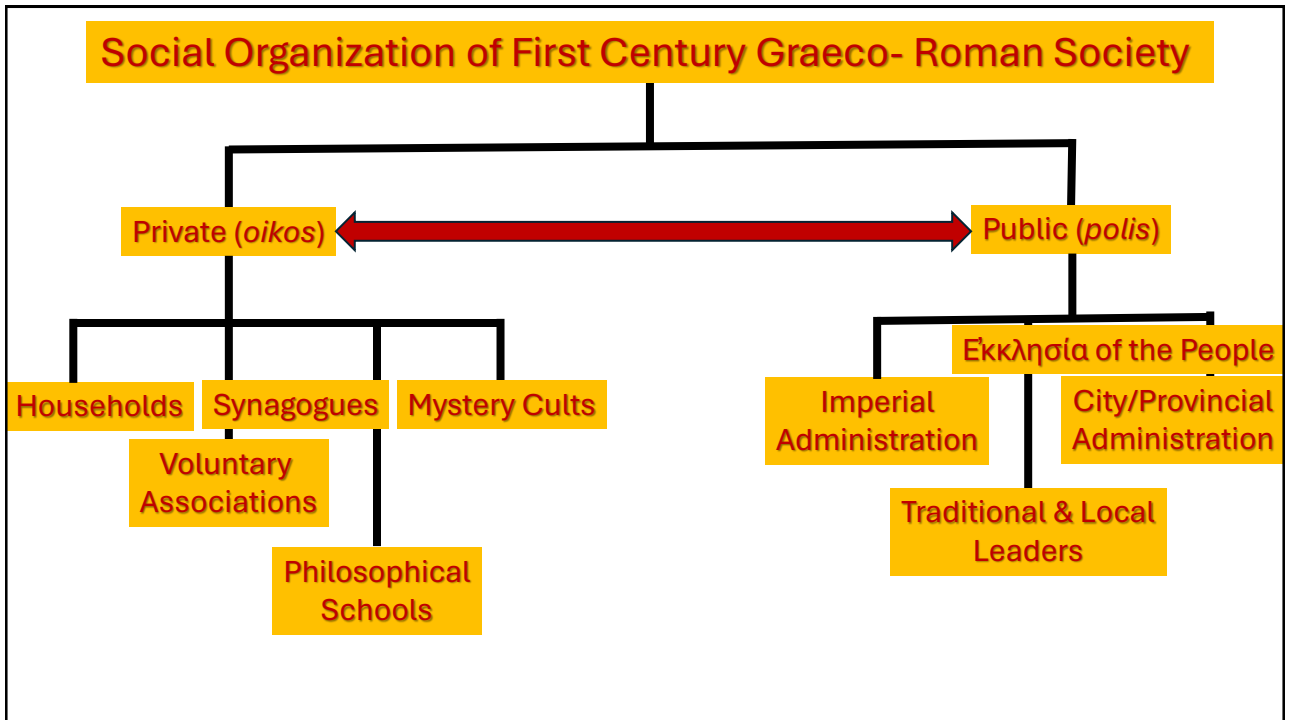 Social Organization of First Century Graeco- Roman Society
Private (oikos)
Public (polis)
Households
Synagogues
Mystery Cults
Voluntary
Associations
Philosophical
Schools
Ἐκκλησία of the People
Imperial
Administration
City/Provincial
Administration
Traditional & Local
Leaders